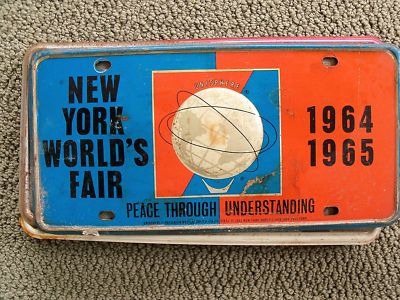 UNISPHERE
NEW
YORK
WORLD'S
FAIR
1964
1965
PEACE THROUGH UNDERSTANDING